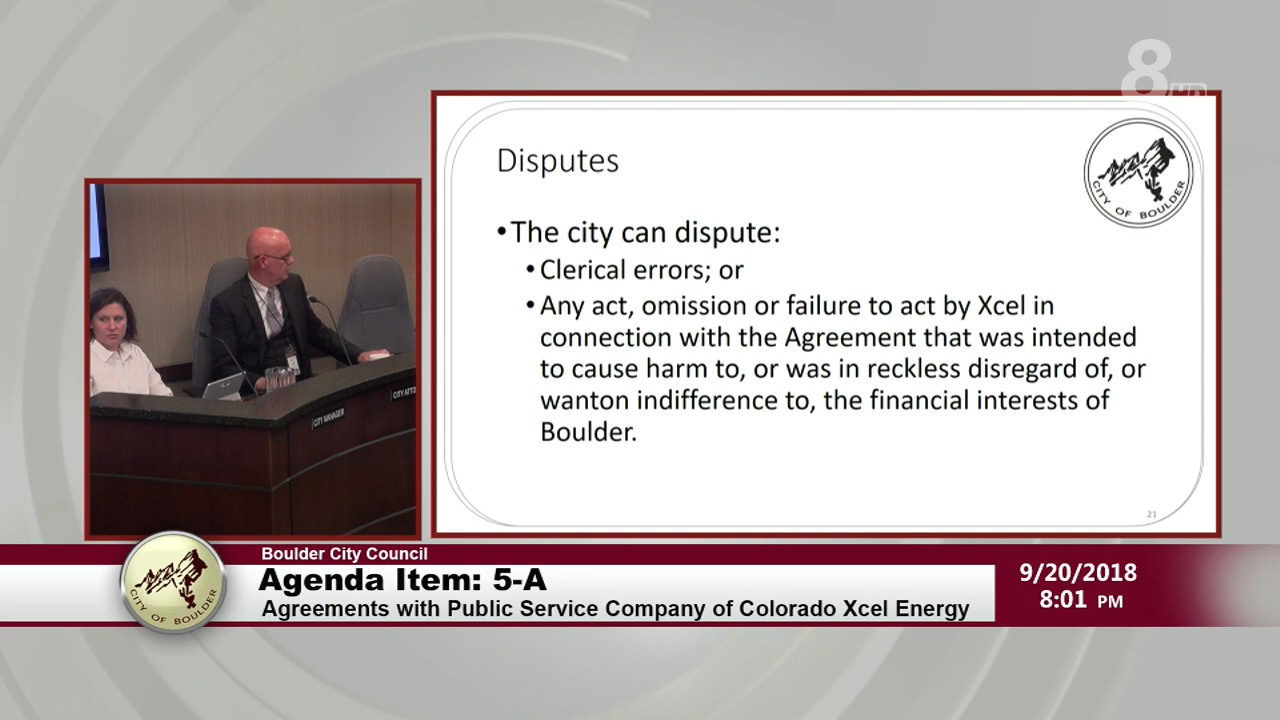 8
HD
Disputes
CITY OF BOULDER
•The city can dispute:
•Clerical errors; or
•Any act, omission or failure to act by Xcel in
connection with the Agreement that was intended
to cause harm to, or was in reckless disregard of, or
wanton indifference to, the financial interests of
Boulder.
21
CITY MANAGER
CITY ATTO
Boulder City Council
Agenda Item: 5-A
Agreements with Public Service Company of Colorado Xcel Energy
CITY OF BOULDER
9/20/2018
8:01 PM